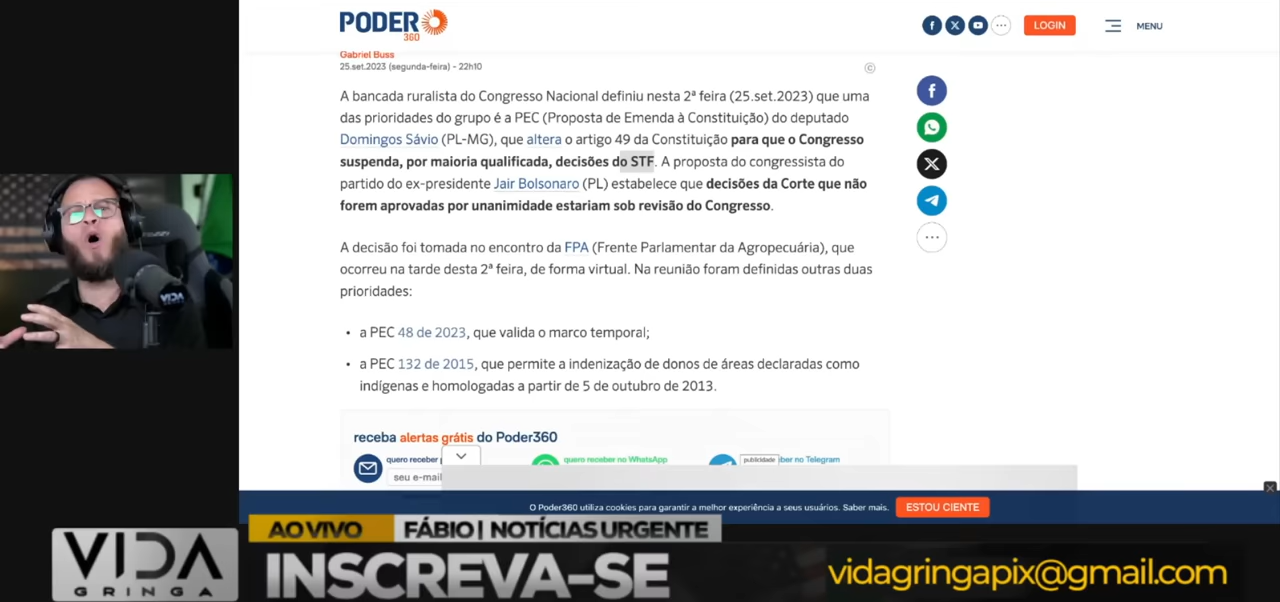 PODER
360
LOGIN
MENU
Gabriel Buss
25.set.2023 (segunda-feira) - 22h10
A bancada ruralista do Congresso Nacional definiu nesta 2ª feira (25.set.2023) que uma
das prioridades do grupo é a PEC (Proposta de Emenda à Constituição) do deputado
Domingos Sávio (PL-MG), que altera o artigo 49 da Constituição para que o Congresso
suspenda, por maioria qualificada, decisões do STF. A proposta do congressista do
partido do ex-presidente Jair Bolsonaro (PL) estabelece que decisões da Corte que não
forem aprovadas por unanimidade estariam sob revisão do Congresso.
A decisão foi tomada no encontro da FPA (Frente Parlamentar da Agropecuária), que
ocorreu na tarde desta 2ª feira, de forma virtual. Na reunião foram definidas outras duas
prioridades:
• a PEC 48 de 2023, que valida o marco temporal;
• a PEC 132 de 2015, que permite a indenização de donos de áreas declaradas como
indígenas e homologadas a partir de 5 de outubro de 2013.
receba alertas grátis do Poder360
quero receber
quero receber no WhatsApp
publicidade
ber no Telegram
seu e-mail
O Poder360 utiliza cookies para garantir a melhor experiência a seus usuários. Saber mais.
ESTOU CIENTE
VIDA
AO VIVO
FÁBIO | NOTÍCIAS URGENTE
VIDA
GRINGA
INSCREVA-SE
vidagringapix@gmail.com